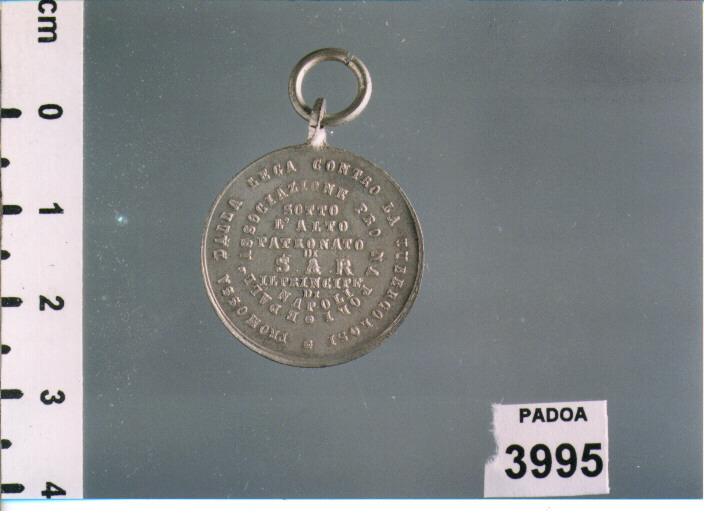 cm
0
1
2
3
4
PROMOSSA DALLA LEGA CONTRO LA TUBERCOLOSI
ASSOCIAZIONE PRO NAPOLI E
SOTTO
L'ALTO
PATRONATO
DI
S.A.R
IL PRINCIPE
DI
NAPOLI
PADOA
3995